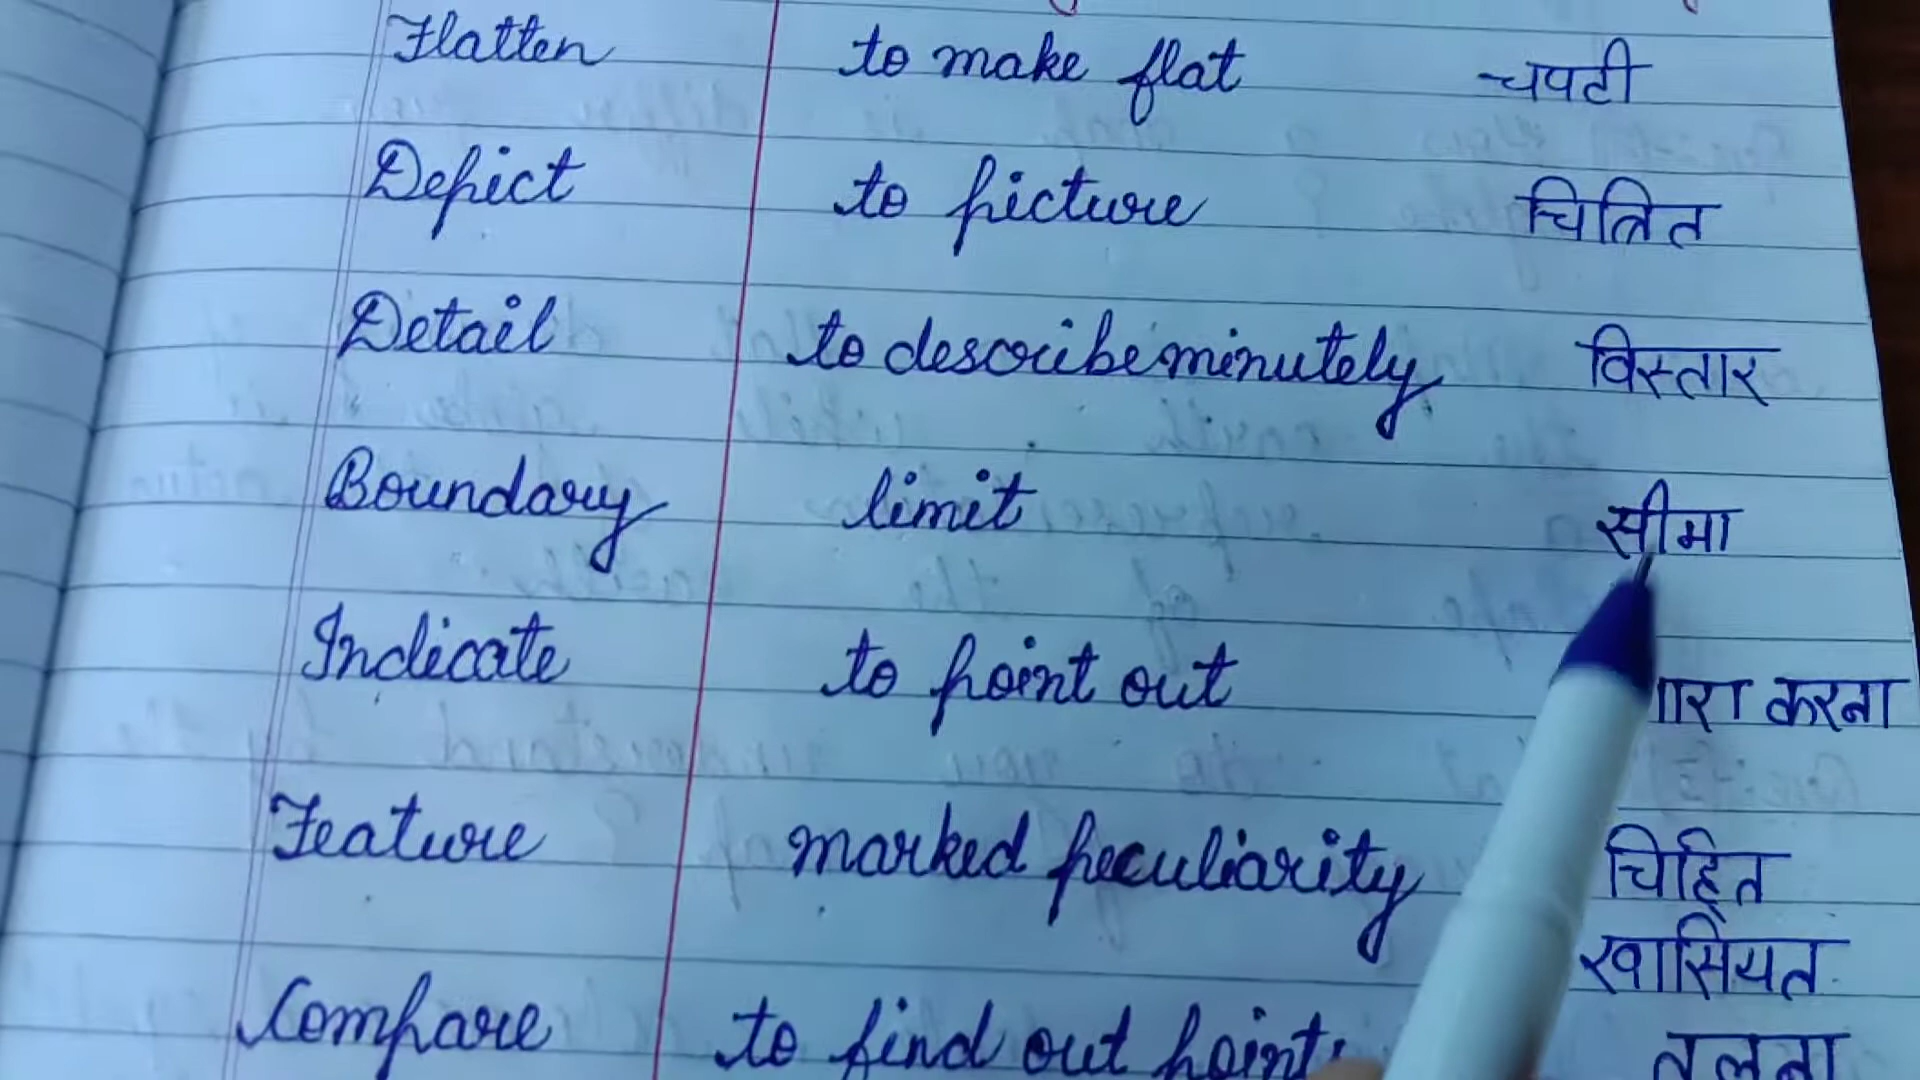 Flatten to make flat चपटी
Depict to picture चित्रित
Detail to describe minutely विस्तार
Boundary limit सीमा
Indicate to point out करना
Feature marked peculiarity चिह्नित
खासियत
Compare to find out तुलना